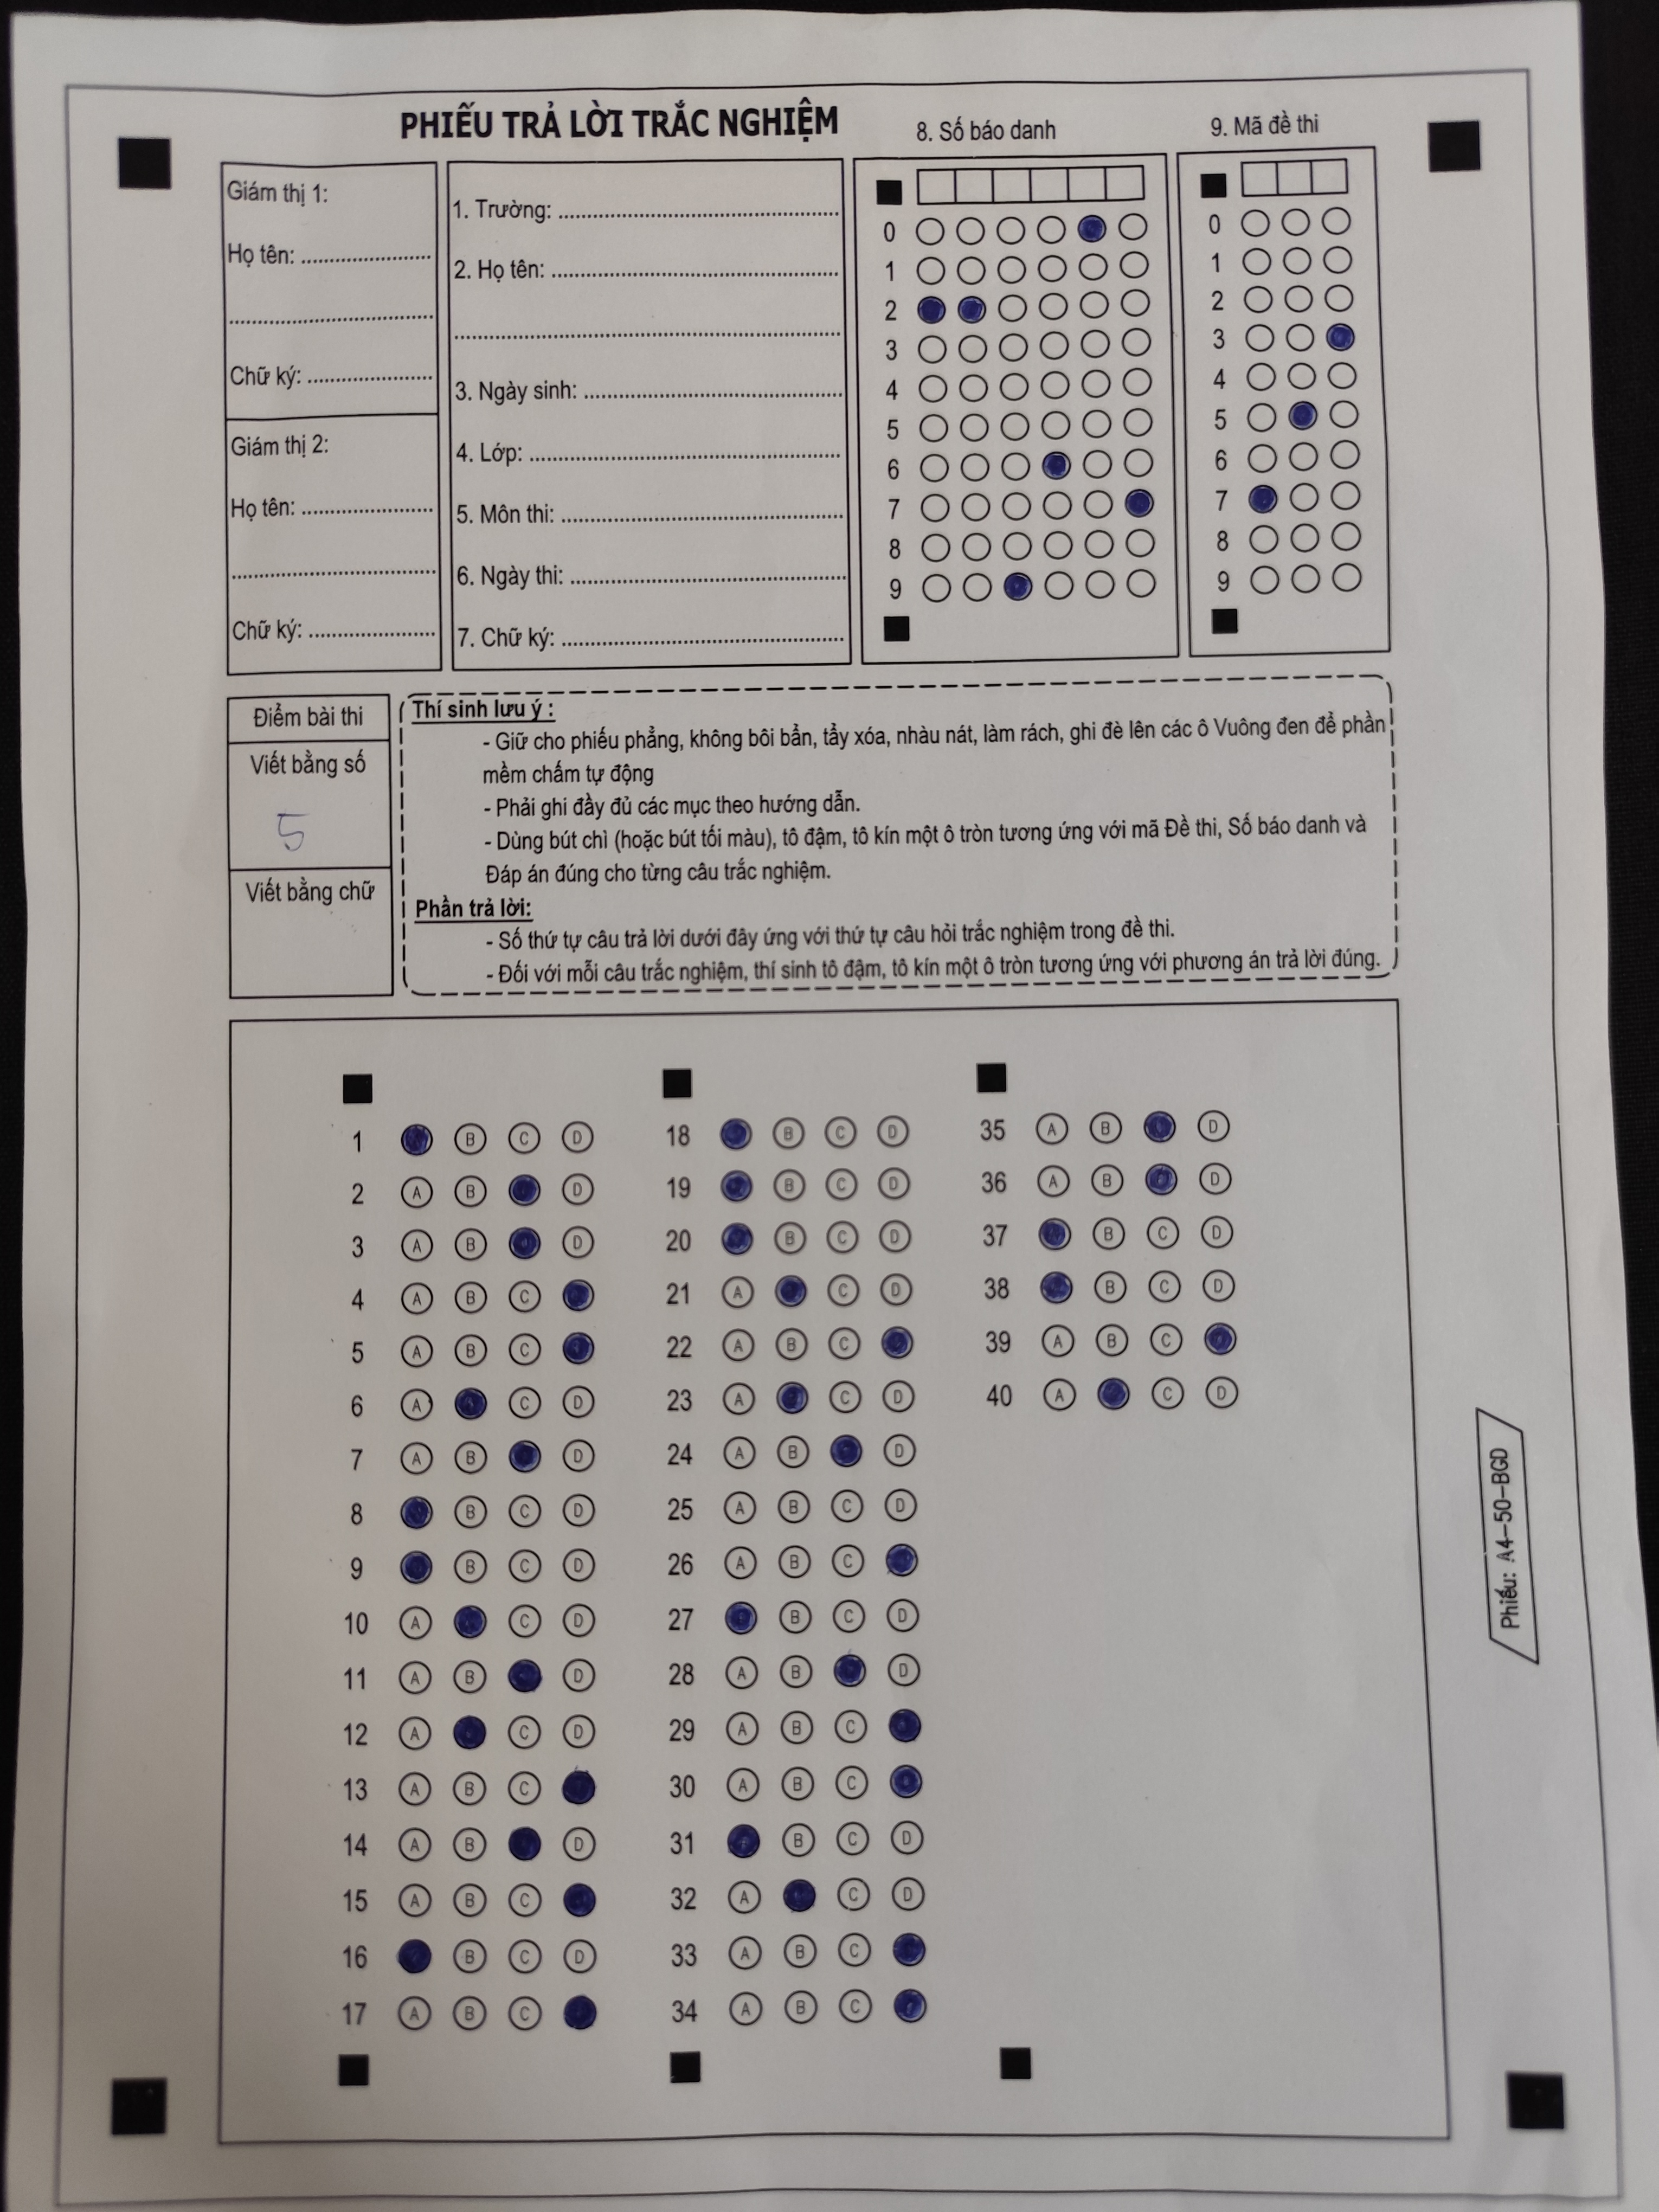 PHIẾU TRẢ LỜI TRẮC NGHIỆM
8. Số báo danh
9. Mã đề thi
Giám thị 1:
Họ tên: ........................
........................
Chữ ký: ........................
Giám thị 2:
Họ tên: ........................
........................
Chữ ký: ........................
1. Trường: ........................
2. Họ tên: ........................
........................
3. Ngày sinh: ........................
4. Lớp: ........................
5. Môn thi: ........................
6. Ngày thi: ........................
7. Chữ ký: ........................
0
1
2
3
4
5
6
7
8
9
0
1
2
3
4
5
6
7
8
9
Điểm bài thi
Viết bằng số
5
Viết bằng chữ
Thí sinh lưu ý :
- Giữ cho phiếu phẳng, không bôi bẩn, tẩy xóa, nhàu nát, làm rách, ghi đè lên các ô Vuông đen để phần
mềm chấm tự động
- Phải ghi đầy đủ các mục theo hướng dẫn.
- Dùng bút chì (hoặc bút tối màu), tô đậm, tô kín một ô tròn tương ứng với mã Đề thi, Số báo danh và
Đáp án đúng cho từng câu trắc nghiệm.
Phần trả lời:
- Số thứ tự câu trả lời dưới đây ứng với thứ tự câu hỏi trắc nghiệm trong đề thi.
- Đối với mỗi câu trắc nghiệm, thí sinh tô đậm, tô kín một ô tròn tương ứng với phương án trả lời đúng.
1 B C D
2 A B D
3 A B D
4 A B C
5 A B C
6 A C D
7 A B D
8 B C D
9 B C D
10 A C D
11 A B D
12 A C D
13 A B C
14 A B D
15 A B C
16 B C D
17 A B C
18 B C D
19 B C D
20 B C D
21 A C D
22 A B C
23 A C D
24 A B D
25 A B C D
26 A B C
27 B C D
28 A B D
29 A B C
30 A B C
31 B C D
32 A C D
33 A B C
34 A B C
35 A B D
36 A B D
37 B C D
38 B C D
39 A B C
40 A C D
Phiếu: A4-50-BGD